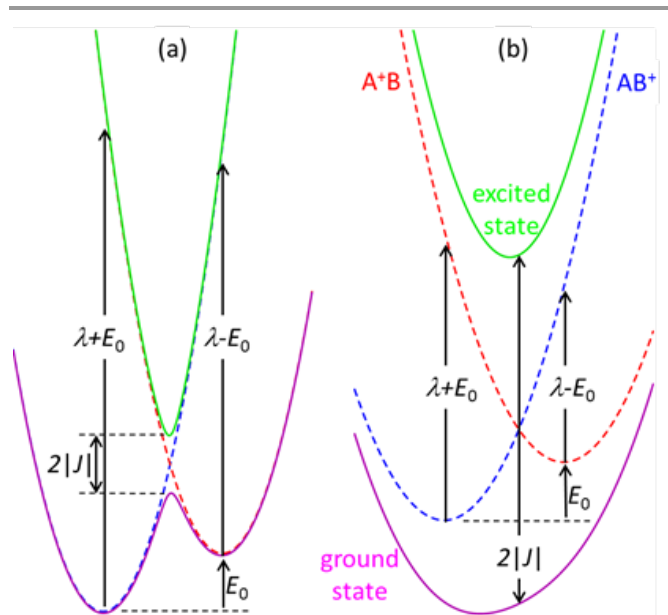 (a)
(b)
A⁺B
AB⁺
excited
state
λ+E₀
λ-E₀
λ+E₀
λ-E₀
2|J|
E₀
E₀
2|J|
ground
state